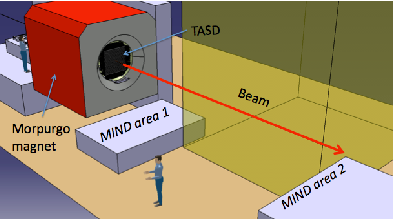 TASD
Beam
MIND area 1
Morpurgo
magnet
MIND area 2